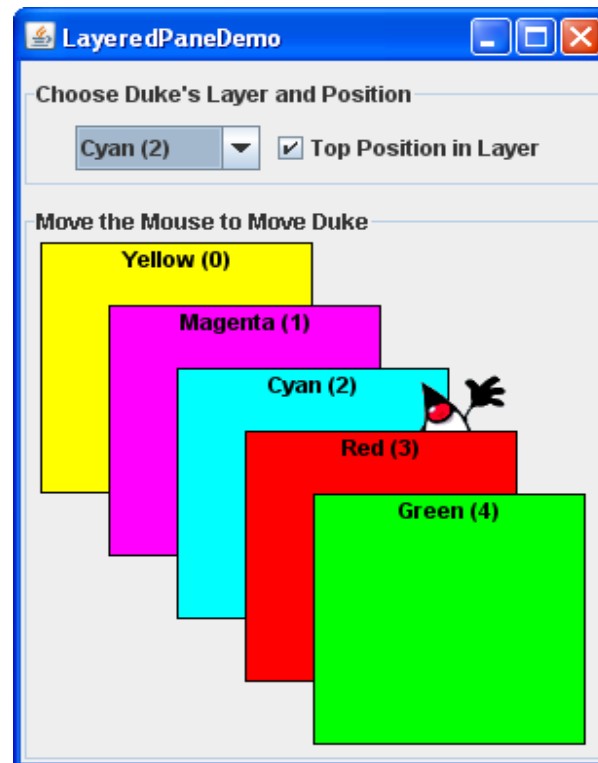 LayeredPaneDemo
Choose Duke's Layer and Position
Cyan (2) Top Position in Layer
Move the Mouse to Move Duke
Yellow (0)
Magenta (1)
Cyan (2)
Red (3)
Green (4)